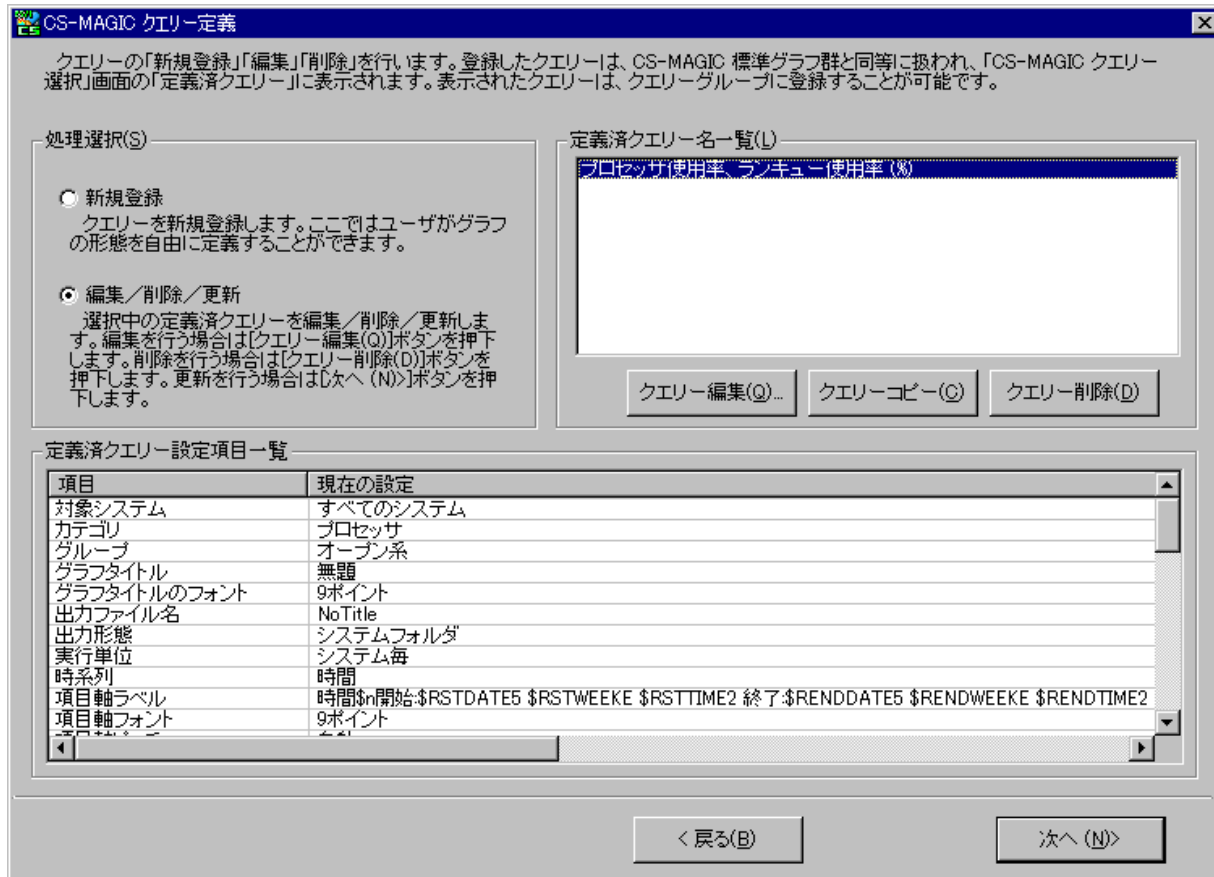 CS-MAGIC クエリー定義
クエリーの「新規登録」「編集」「削除」を行います。登録したクエリーは、CS-MAGIC 標準グラフ群と同等に扱われ、「CS-MAGIC クエリー
選択」画面の「定義済クエリー」に表示されます。表示されたクエリーは、クエリーグループに登録することが可能です。
処理選択(S)
新規登録
クエリーを新規登録します。ここではユーザがグラフ
の形態を自由に定義することができます。
編集／削除／更新
選択中の定義済クエリーを編集／削除／更新しま
す。編集を行う場合は[クエリー編集(Q)]ボタンを押下
します。削除を行う場合は[クエリー削除(D)]ボタンを
押下します。更新を行う場合は[次へ (N)>]ボタンを押
下します。
定義済クエリー名一覧(L)
プロセッサ使用率、ランキュー使用率 (%)
クエリー編集(Q)...
クエリーコピー(C)
クエリー削除(D)
定義済クエリー設定項目一覧
項目 現在の設定
対象システム すべてのシステム
カテゴリ プロセッサ
グループ オープン系
グラフタイトル 無題
グラフタイトルのフォント 9ポイント
出力ファイル名 NoTitle
出力形態 システムフォルダ
実行単位 システム毎
時系列 時間
項目軸ラベル 時間$n開始:$RSTDATE5 $RSTWEEKE $RSTTIME2 終了:$RENDDATE5 $RENDWEEKE $RENDTIME2
項目軸フォント 9ポイント
< 戻る(B)
次へ (N)>